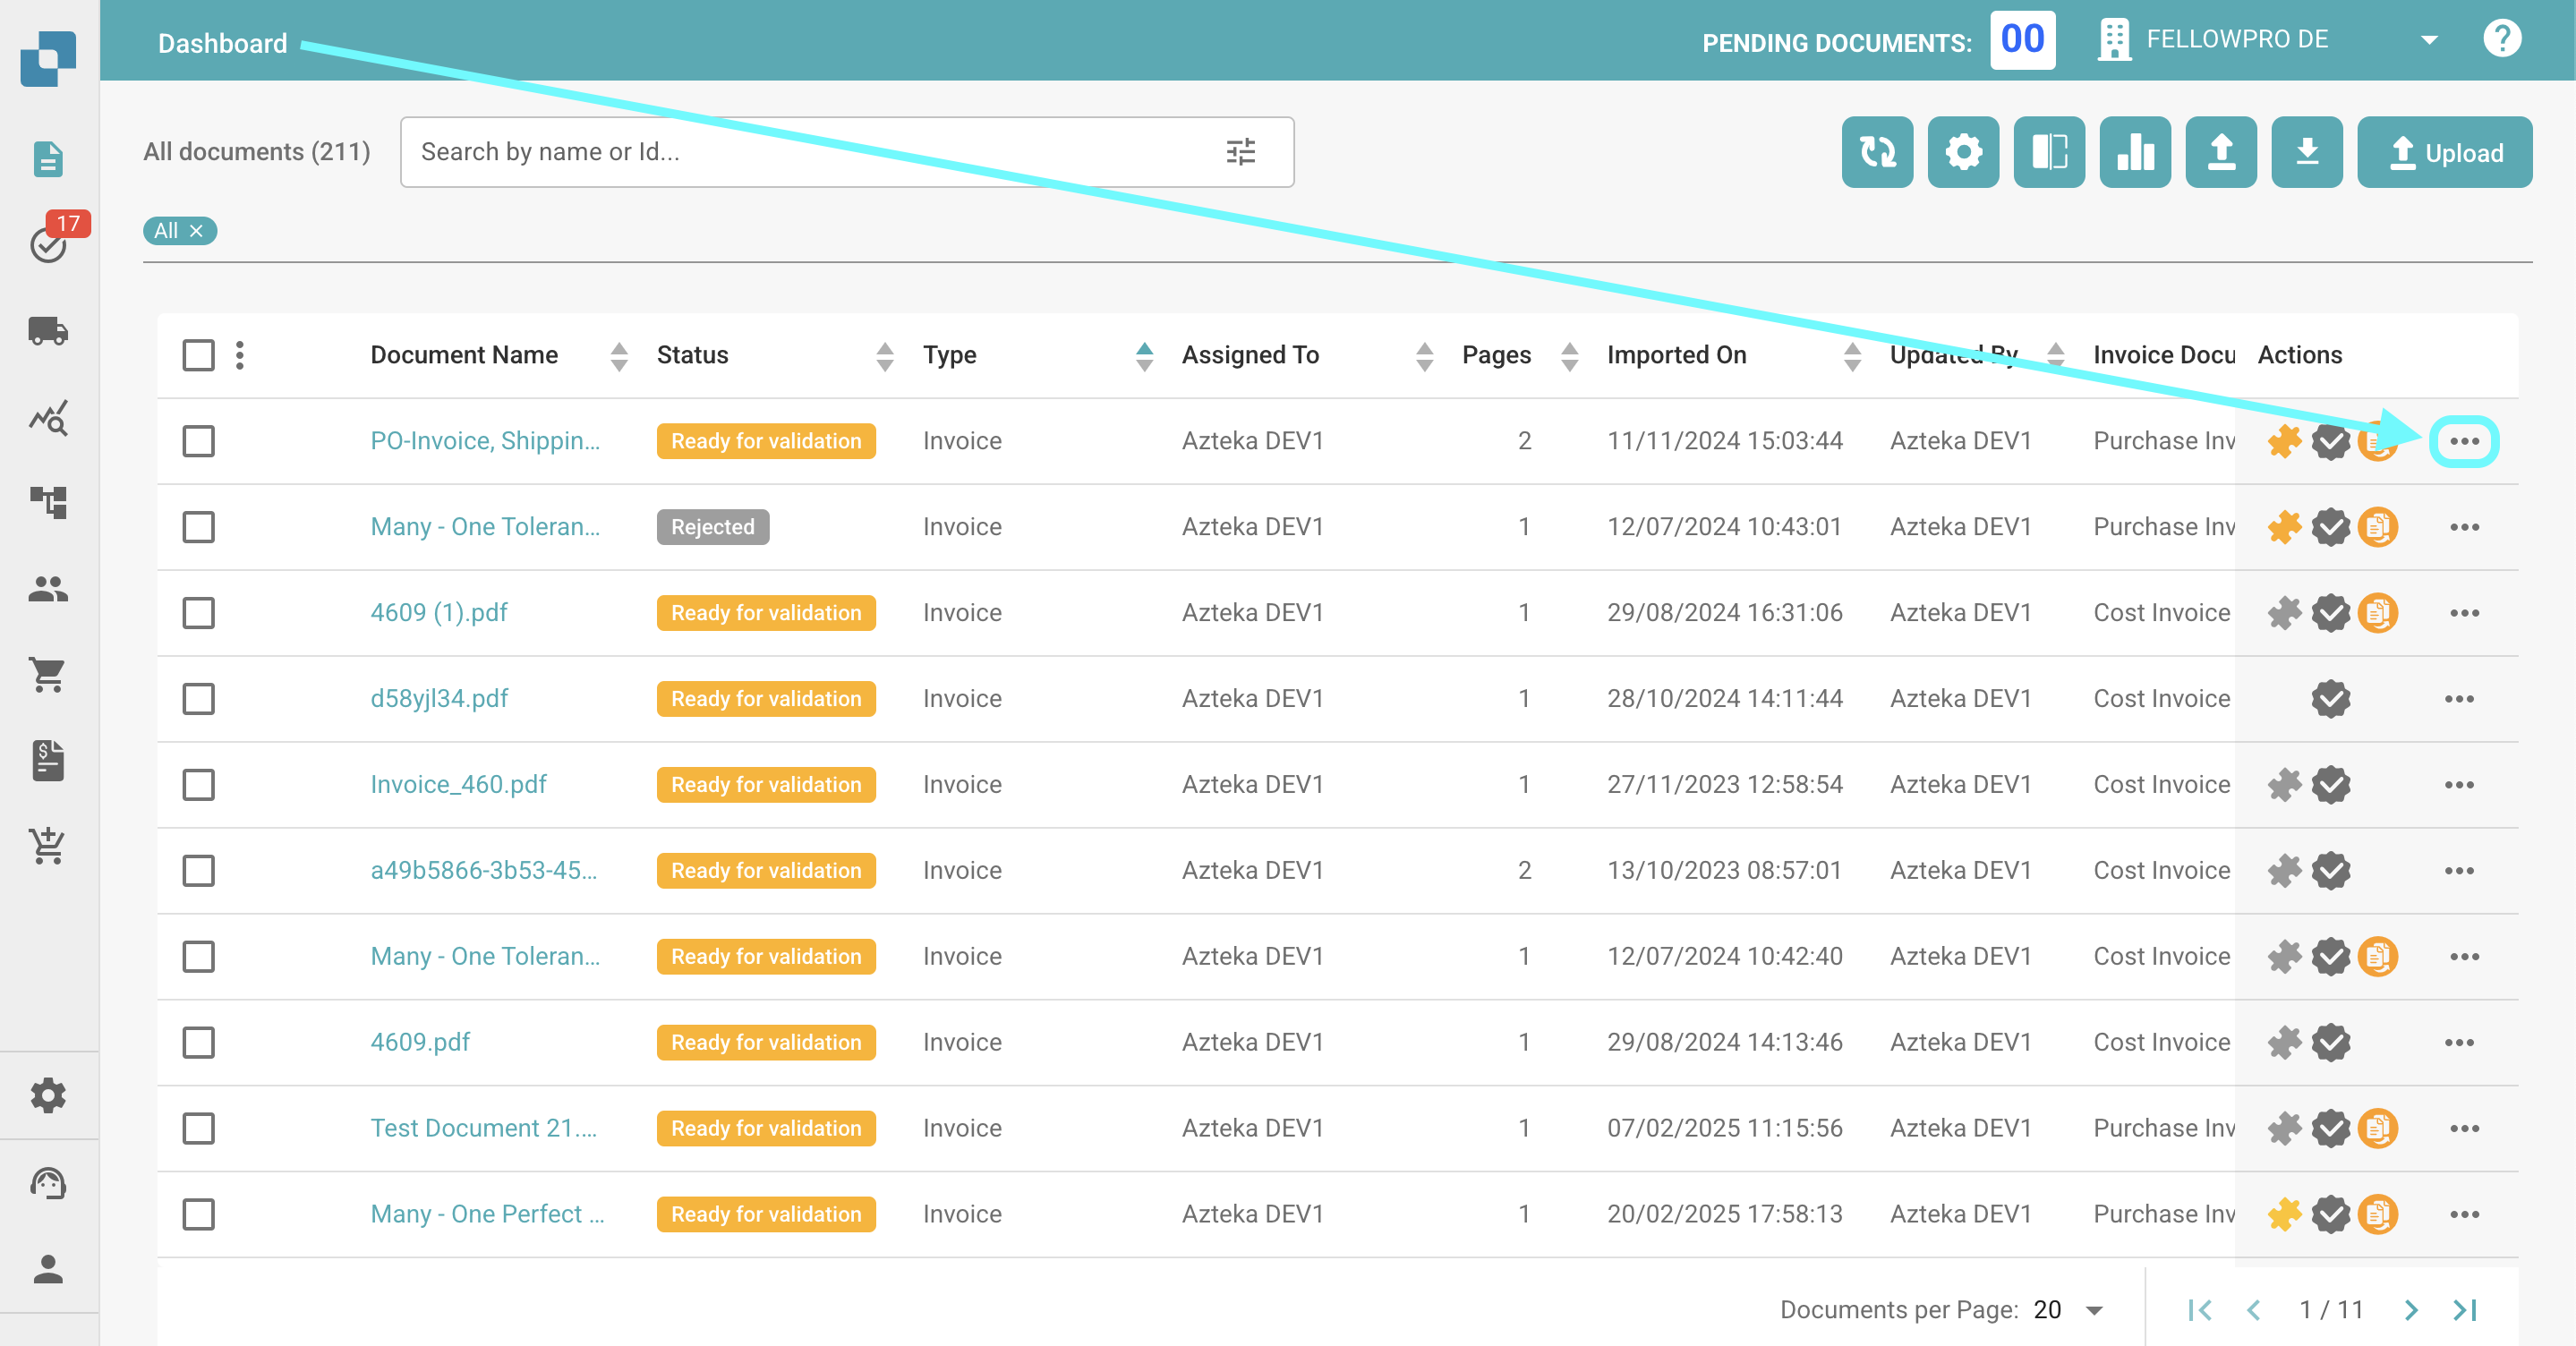 Dashboard
PENDING DOCUMENTS: 00 FELLOWPRO DE ?
All documents (211) Search by name or Id... Upload
17
All ×
Document Name Status Type Assigned To Pages Imported On Updated By Invoice Docu Actions
PO-Invoice, Shippin... Ready for validation Invoice Azteka DEV1 2 11/11/2024 15:03:44 Azteka DEV1 Purchase Inv
Many - One Toleran... Rejected Invoice Azteka DEV1 1 12/07/2024 10:43:01 Azteka DEV1 Purchase Inv
4609 (1).pdf Ready for validation Invoice Azteka DEV1 1 29/08/2024 16:31:06 Azteka DEV1 Cost Invoice
d58yjl34.pdf Ready for validation Invoice Azteka DEV1 1 28/10/2024 14:11:44 Azteka DEV1 Cost Invoice
Invoice_460.pdf Ready for validation Invoice Azteka DEV1 1 27/11/2023 12:58:54 Azteka DEV1 Cost Invoice
a49b5866-3b53-45... Ready for validation Invoice Azteka DEV1 2 13/10/2023 08:57:01 Azteka DEV1 Cost Invoice
Many - One Toleran... Ready for validation Invoice Azteka DEV1 1 12/07/2024 10:42:40 Azteka DEV1 Cost Invoice
4609.pdf Ready for validation Invoice Azteka DEV1 1 29/08/2024 14:13:46 Azteka DEV1 Cost Invoice
Test Document 21.... Ready for validation Invoice Azteka DEV1 1 07/02/2025 11:15:56 Azteka DEV1 Purchase Inv
Many - One Perfect ... Ready for validation Invoice Azteka DEV1 1 20/02/2025 17:58:13 Azteka DEV1 Purchase Inv
Documents per Page: 20 1 / 11